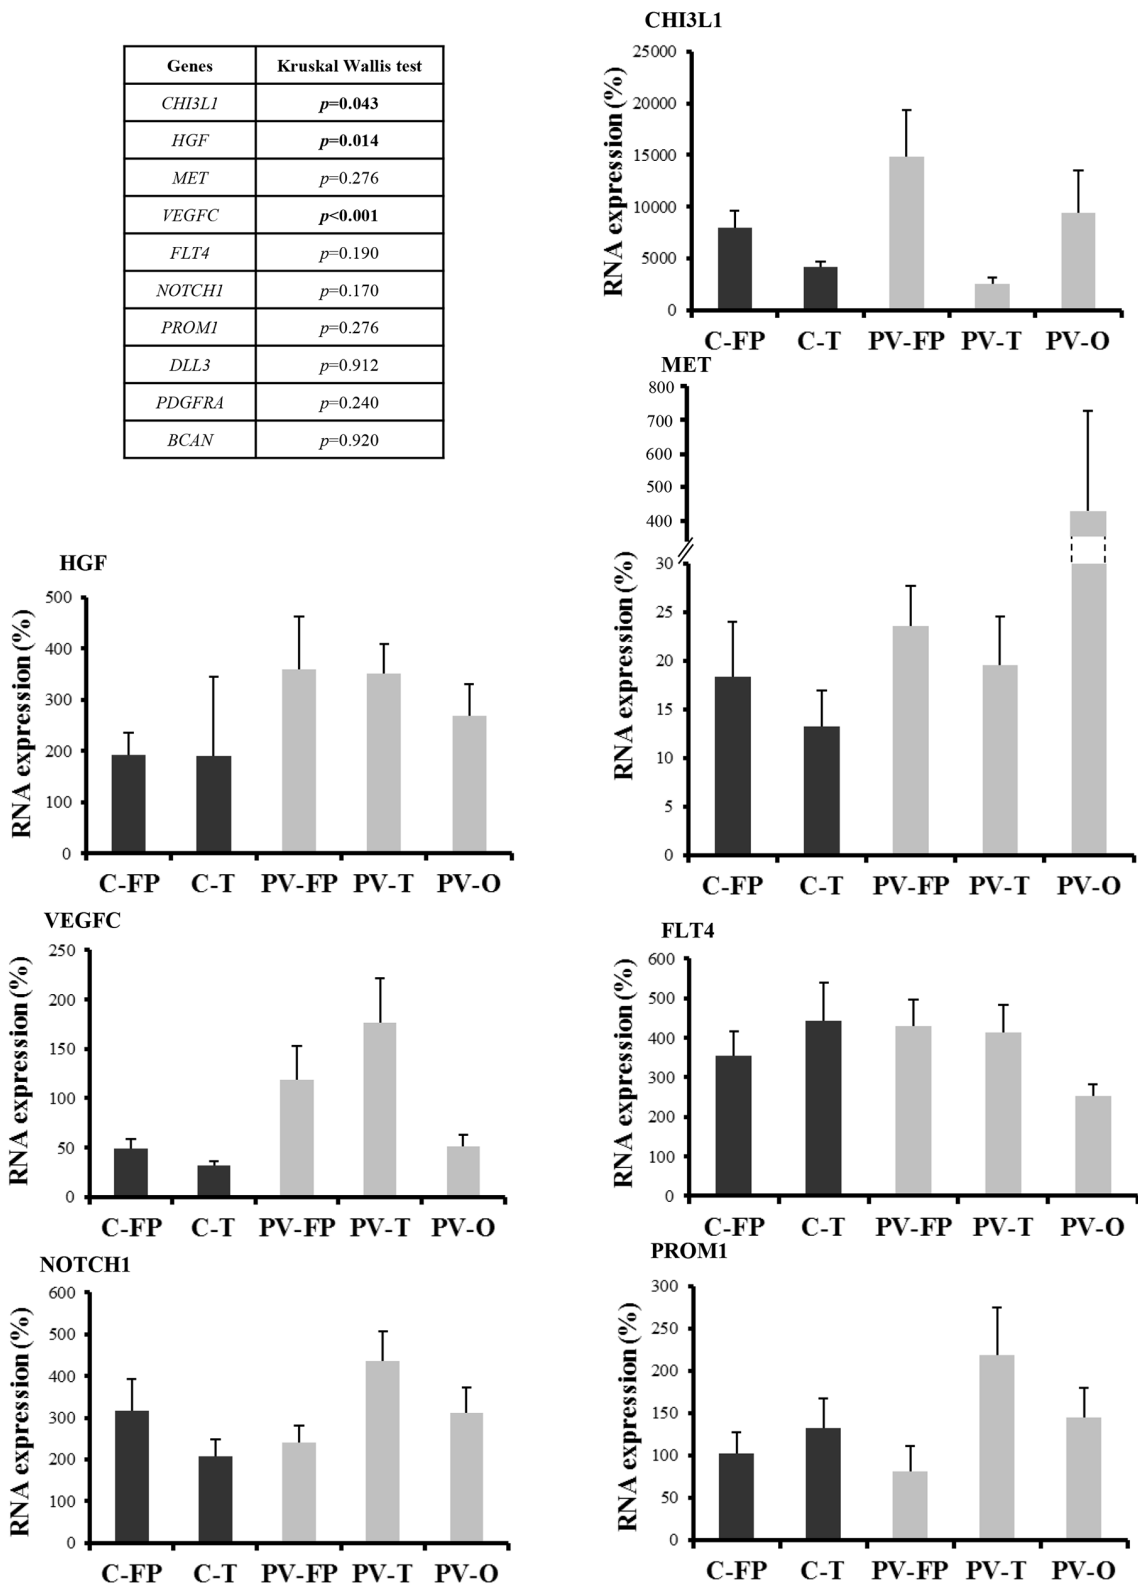 Genes Kruskal Wallis test
CHI3L1 p=0.043
HGF p=0.014
MET p=0.276
VEGFC p<0.001
FLT4 p=0.190
NOTCH1 p=0.170
PROM1 p=0.276
DLL3 p=0.912
PDGFRA p=0.240
BCAN p=0.920
CHI3L1
RNA expression (%)
25000
20000
15000
10000
5000
0
C-FP C-T PV-FP PV-T PV-O
MET
RNA expression (%)
800
700
600
500
400
30
25
20
15
10
5
0
C-FP C-T PV-FP PV-T PV-O
HGF
RNA expression (%)
500
400
300
200
100
0
C-FP C-T PV-FP PV-T PV-O
VEGFC
RNA expression (%)
250
200
150
100
50
0
C-FP C-T PV-FP PV-T PV-O
FLT4
RNA expression (%)
600
500
400
300
200
100
0
C-FP C-T PV-FP PV-T PV-O
NOTCH1
RNA expression (%)
600
500
400
300
200
100
0
C-FP C-T PV-FP PV-T PV-O
PROM1
RNA expression (%)
300
250
200
150
100
50
0
C-FP C-T PV-FP PV-T PV-O